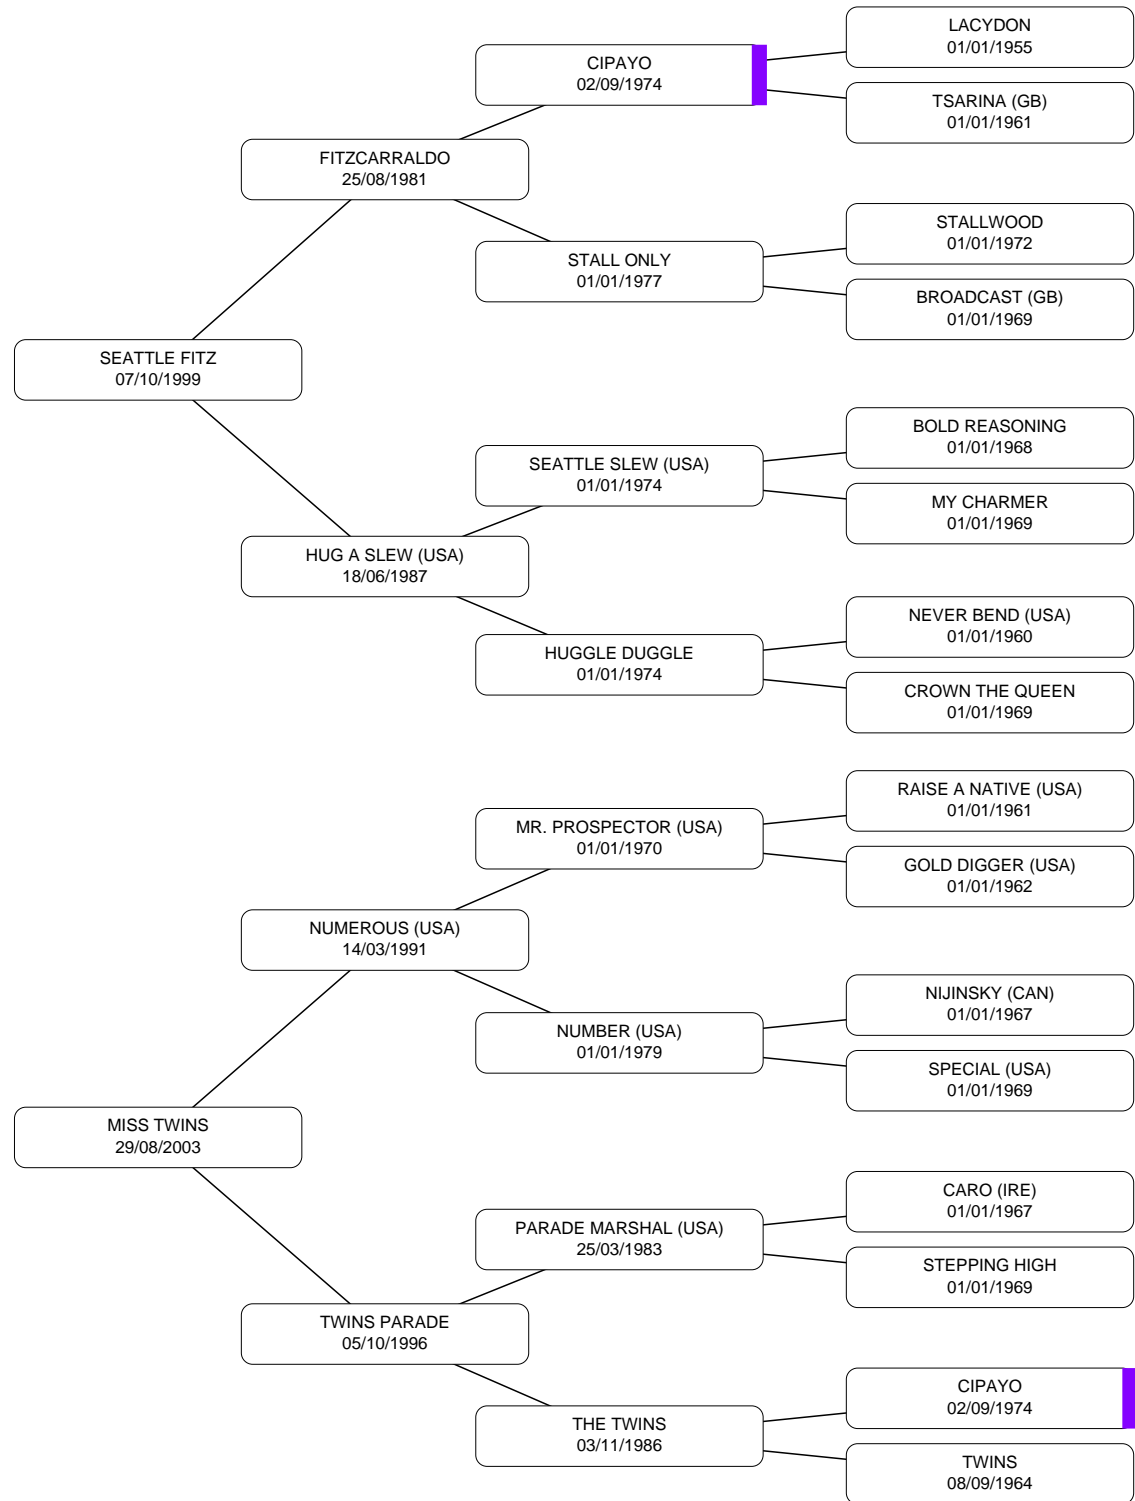 LACYDON
01/01/1955
CIPAYO
02/09/1974
TSARINA (GB)
01/01/1961
FITZCARRALDO
25/08/1981
STALLWOOD
01/01/1972
STALL ONLY
01/01/1977
BROADCAST (GB)
01/01/1969
SEATTLE FITZ
07/10/1999
BOLD REASONING
01/01/1968
SEATTLE SLEW (USA)
01/01/1974
MY CHARMER
01/01/1969
HUG A SLEW (USA)
18/06/1987
NEVER BEND (USA)
01/01/1960
HUGGLE DUGGLE
01/01/1974
CROWN THE QUEEN
01/01/1969
RAISE A NATIVE (USA)
01/01/1961
MR. PROSPECTOR (USA)
01/01/1970
GOLD DIGGER (USA)
01/01/1962
NUMEROUS (USA)
14/03/1991
NIJINSKY (CAN)
01/01/1967
NUMBER (USA)
01/01/1979
SPECIAL (USA)
01/01/1969
MISS TWINS
29/08/2003
CARO (IRE)
01/01/1967
PARADE MARSHAL (USA)
25/03/1983
STEPPING HIGH
01/01/1969
TWINS PARADE
05/10/1996
CIPAYO
02/09/1974
THE TWINS
03/11/1986
TWINS
08/09/1964